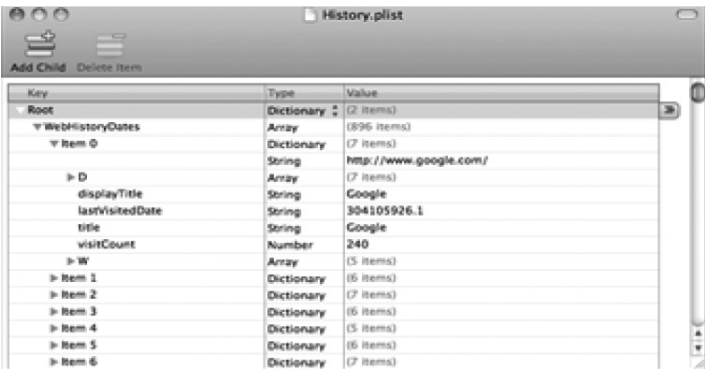 History.plist
Add Child Delete Item
Key Type Value
Root Dictionary (2 items)
WebHistoryDates Array (896 items)
Item 0 Dictionary (7 items)
String http://www.google.com/
D Array (7 items)
displayTitle String Google
lastVisitedDate String 304105926.1
title String Google
visitCount Number 240
W Array (5 items)
Item 1 Dictionary (6 items)
Item 2 Dictionary (7 items)
Item 3 Dictionary (6 items)
Item 4 Dictionary (5 items)
Item 5 Dictionary (6 items)
Item 6 Dictionary (7 items)